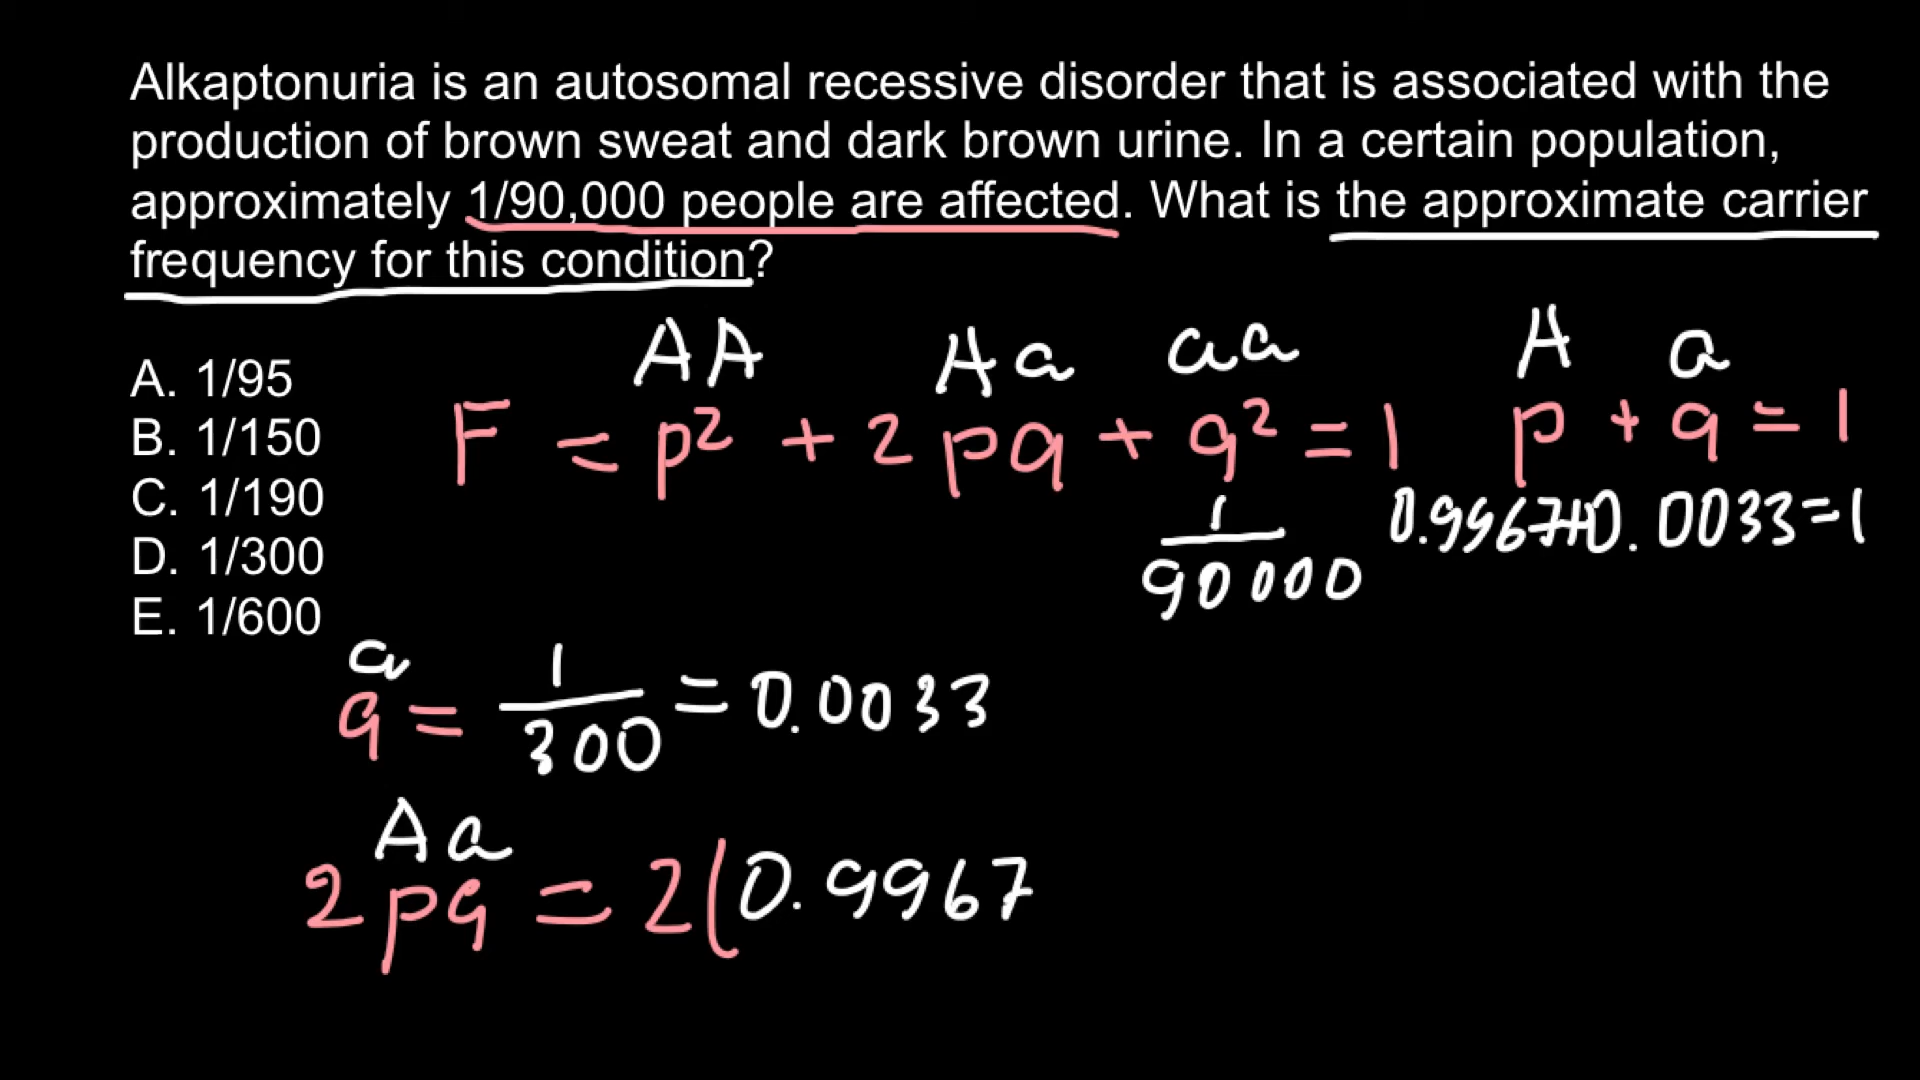 Alkaptonuria is an autosomal recessive disorder that is associated with the
production of brown sweat and dark brown urine. In a certain population,
approximately 1/90,000 people are affected. What is the approximate carrier
frequency for this condition?
A. 1/95
B. 1/150
C. 1/190
D. 1/300
E. 1/600
AA Aa aa A a
F = p² + 2pq + q² = 1 p + q = 1
1/90000 0.9967+0.0033=1
a
q = 1/300 = 0.0033
Aa
2pq = 2(0.9967